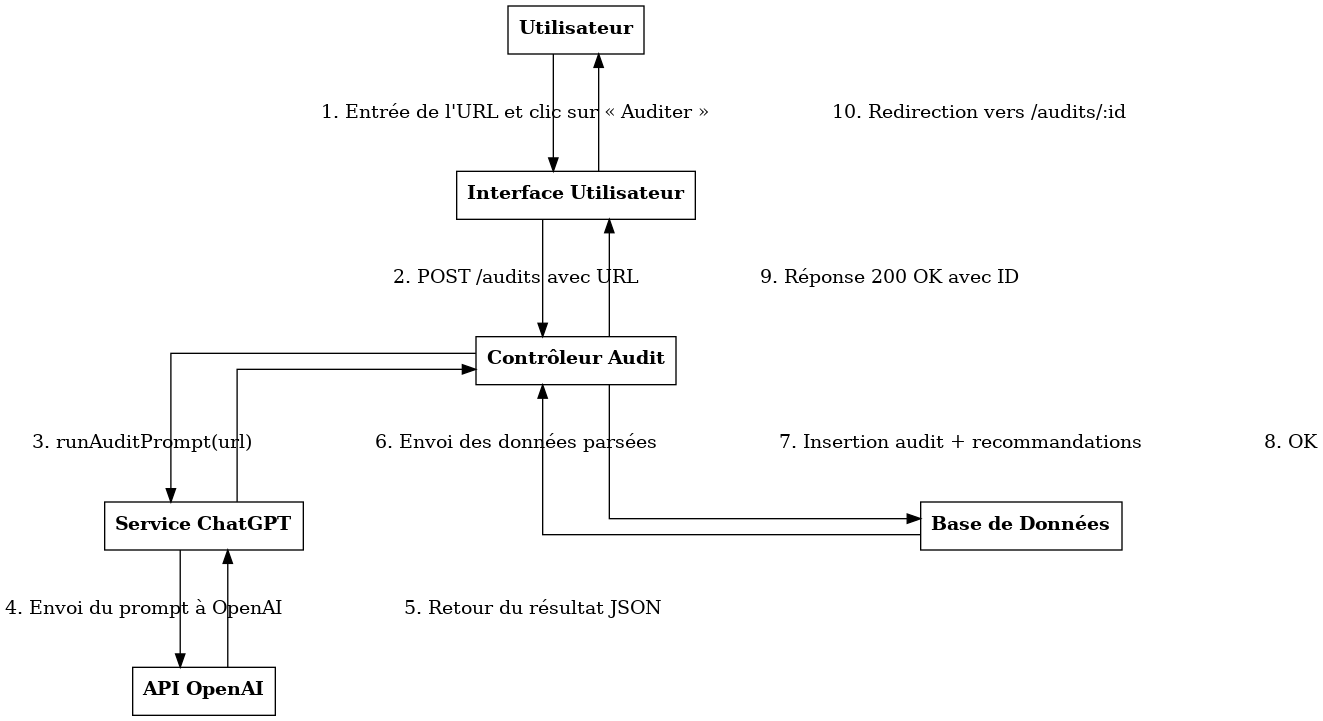 Utilisateur
1. Entrée de l'URL et clic sur « Auditer »
10. Redirection vers /audits/:id
Interface Utilisateur
2. POST /audits avec URL
9. Réponse 200 OK avec ID
Contrôleur Audit
3. runAuditPrompt(url)
6. Envoi des données parsées
7. Insertion audit + recommandations
8. OK
Service ChatGPT
Base de Données
4. Envoi du prompt à OpenAI
5. Retour du résultat JSON
API OpenAI